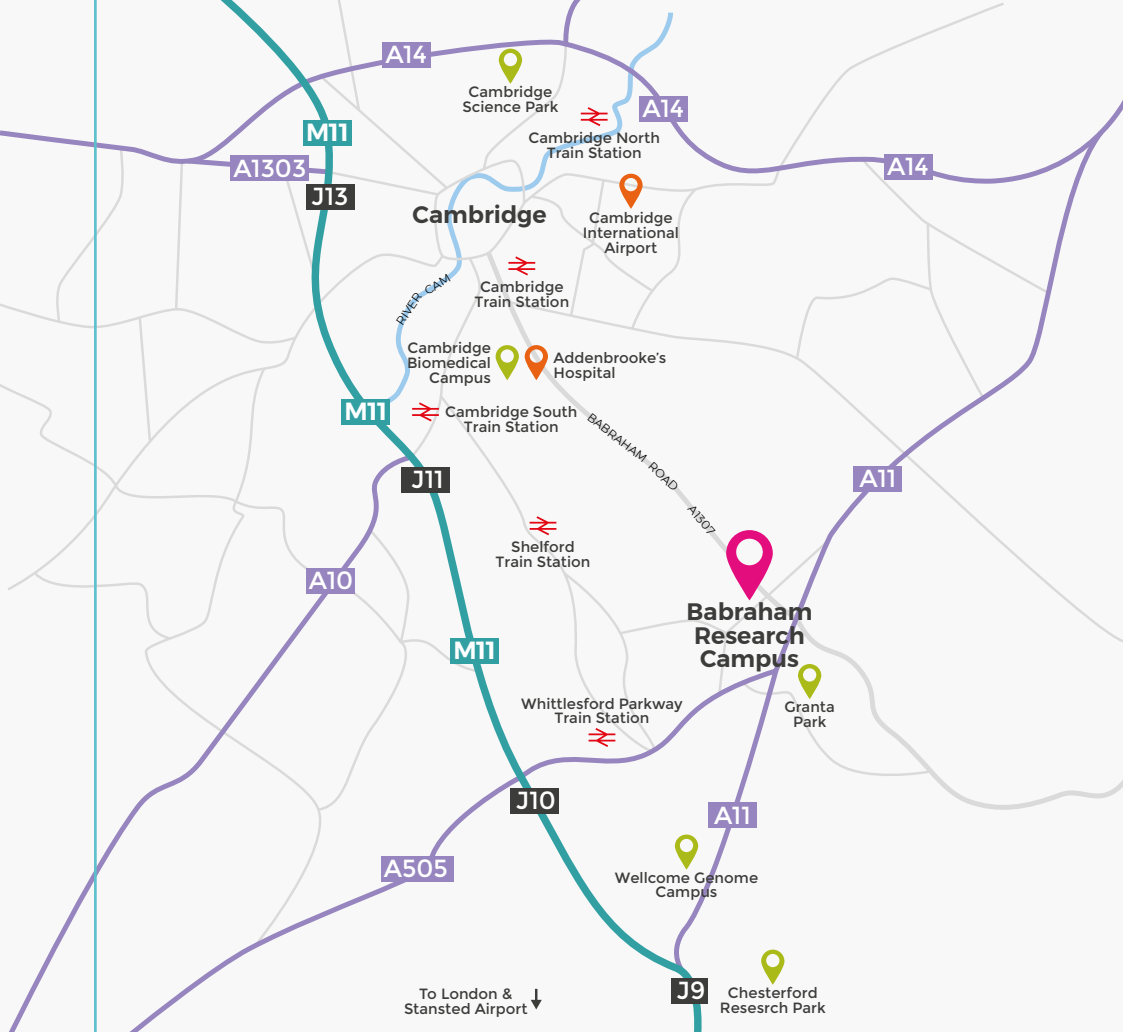 A14
Cambridge
Science Park
A14
M11
Cambridge North
Train Station
A1303
A14
J13
Cambridge
Cambridge
International
Airport
RIVER CAM
Cambridge
Train Station
Cambridge
Biomedical
Campus
Addenbrooke's
Hospital
M11
Cambridge South
Train Station
BABRAHAM ROAD
A1307
J11
A11
Shelford
Train Station
A10
Babraham
Research
Campus
M11
Whittlesford Parkway
Train Station
Granta
Park
J10
A11
A505
Wellcome Genome
Campus
J9
Chesterford
Resesrch Park
To London &
Stansted Airport